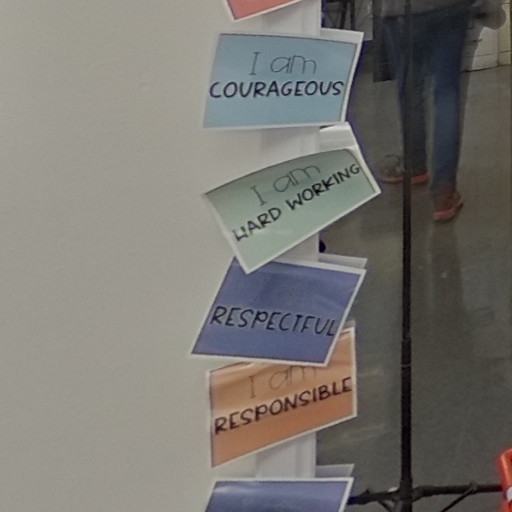 I am
COURAGEOUS
I am
HARD WORKING
RESPECTFUL
I am
RESPONSIBLE